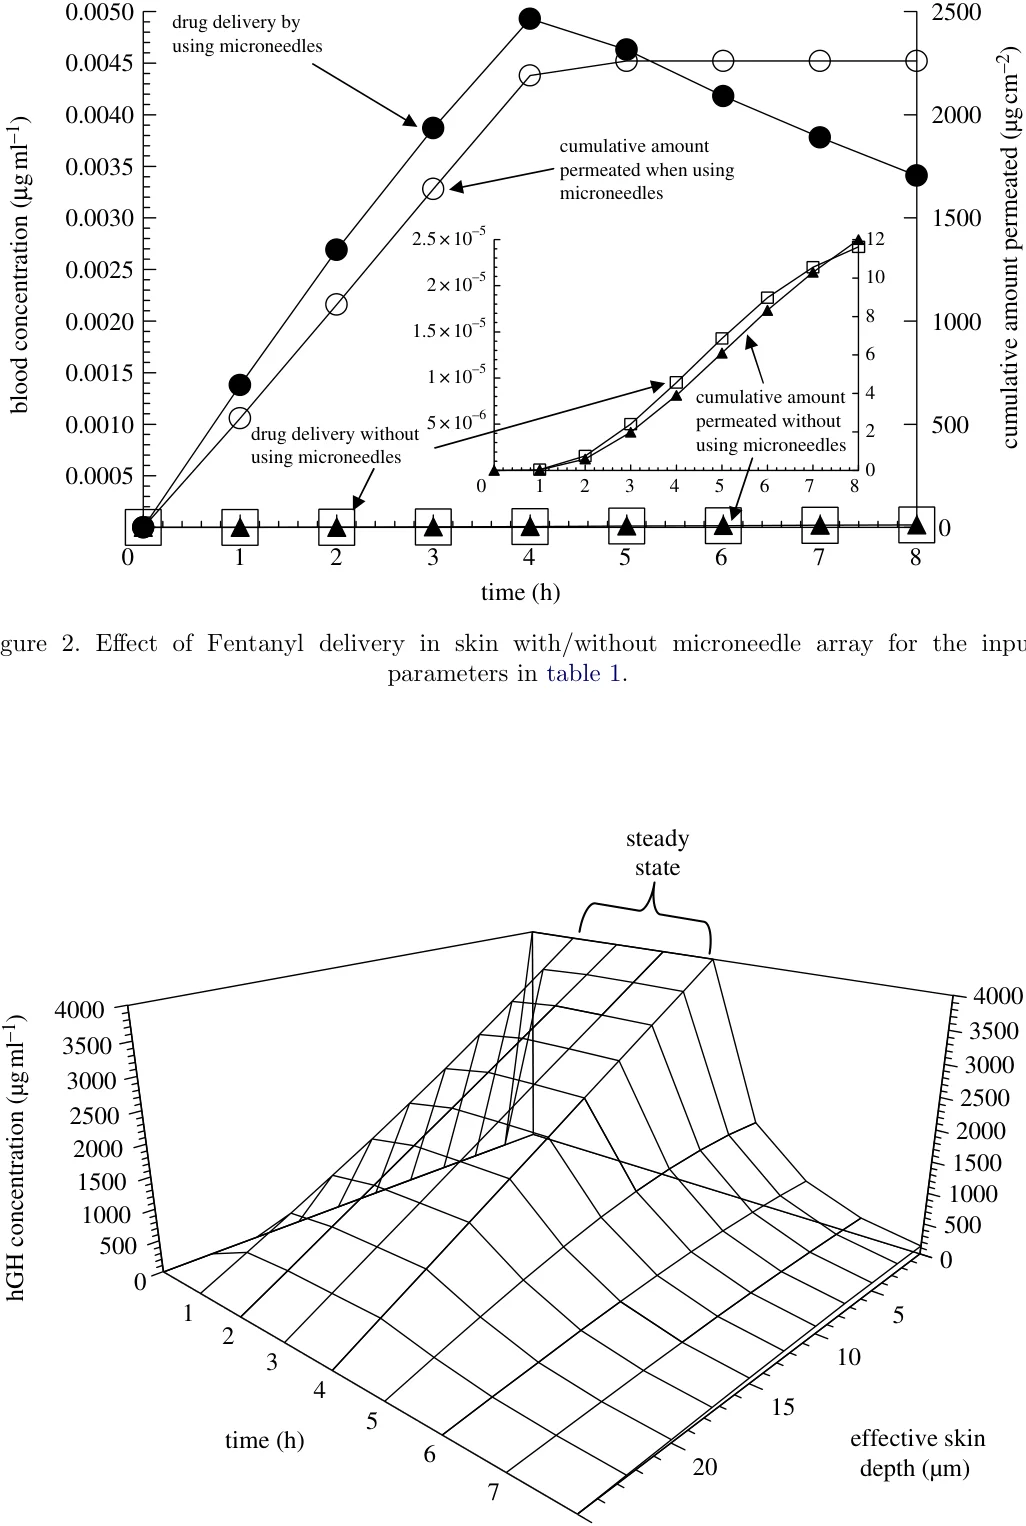 0.0050
0.0045
0.0040
0.0035
0.0030
0.0025
0.0020
0.0015
0.0010
0.0005
blood concentration (µg ml−1)
drug delivery by
using microneedles
cumulative amount
permeated when using
microneedles
2500
2000
1500
1000
500
0
cumulative amount permeated (µg cm−2)
2.5 × 10−5
2 × 10−5
1.5 × 10−5
1 × 10−5
5 × 10−6
12
10
8
6
4
2
0
0 1 2 3 4 5 6 7 8
drug delivery without
using microneedles
cumulative amount
permeated without
using microneedles
0 1 2 3 4 5 6 7 8
time (h)
gure 2. Effect of Fentanyl delivery in skin with/without microneedle array for the inpu
parameters in table 1.
steady
state
4000
3500
3000
2500
2000
1500
1000
500
0
hGH concentration (µg ml−1)
4000
3500
3000
2500
2000
1500
1000
500
0
1
2
3
4
5
6
7
time (h)
5
10
15
20
effective skin
depth (µm)